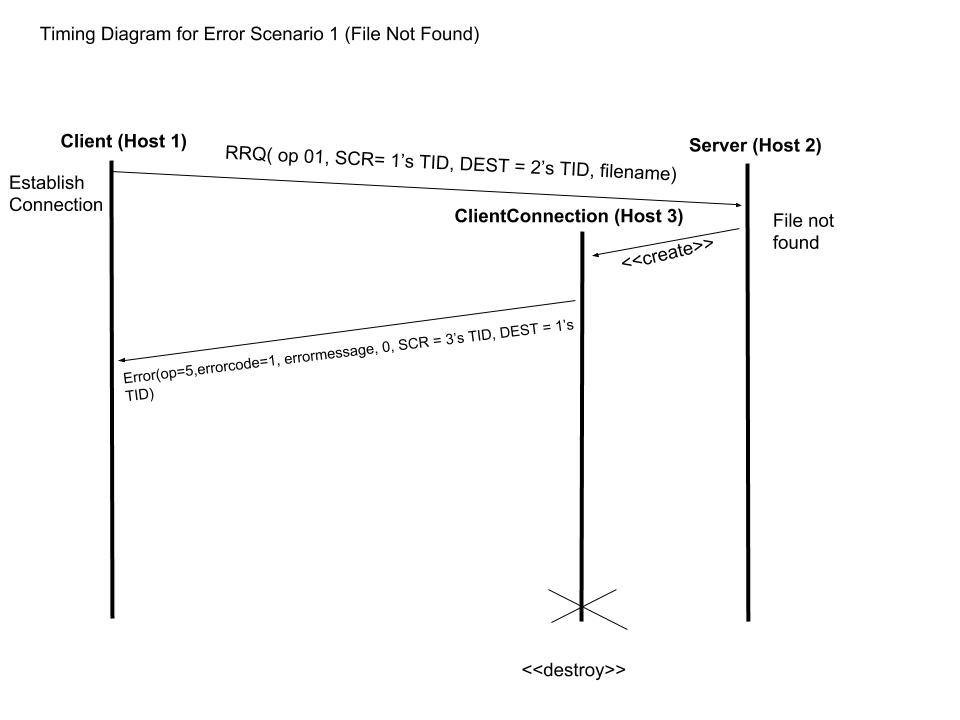 Timing Diagram for Error Scenario 1 (File Not Found)
Client (Host 1)
RRQ( op 01, SCR= 1's TID, DEST = 2's TID, filename)
Server (Host 2)
Establish
Connection
ClientConnection (Host 3)
File not
found
<<create>>
Error(op=5,errorcode=1, errormessage, 0, SCR = 3's TID, DEST = 1's
TID)
<<destroy>>